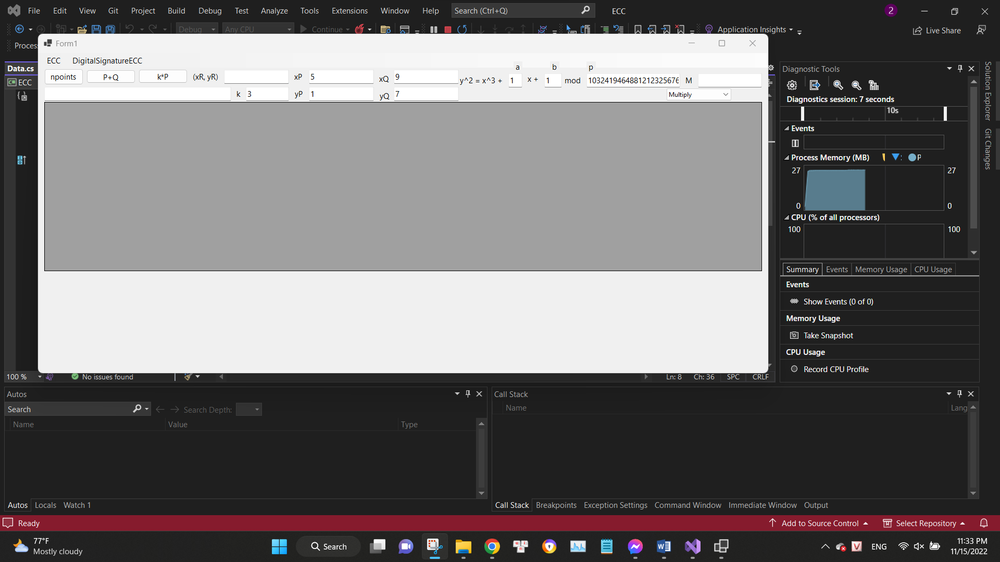 File Edit View Git Project Build Debug Test Analyze Tools Extensions Window Help Search (Ctrl+Q) ECC 2
Debug Any CPU Continue Application Insights Live Share
Process
Form1
ECC DigitalSignatureECC
a b p
npoints P+Q k*P (xR, yR) xP 5 xQ 9 y^2 = x^3 + 1 x + 1 mod 1032419464881212325676 M
k 3 yP 1 yQ 7 Multiply
Data.cs
C# ECC
Diagnostic Tools
Diagnostics session: 7 seconds
10s
Events
Process Memory (MB) P
27 27
0 0
CPU (% of all processors)
100 100
Summary Events Memory Usage CPU Usage
Events
Show Events (0 of 0)
Memory Usage
Take Snapshot
CPU Usage
Record CPU Profile
Solution Explorer
Git Changes
100 % No issues found Ln: 8 Ch: 36 SPC CRLF
Autos
Search Search Depth:
Name Value Type
Autos Locals Watch 1
Call Stack
Name Lang
Call Stack Breakpoints Exception Settings Command Window Immediate Window Output
Ready Add to Source Control Select Repository
77°F
Mostly cloudy
Search
ENG
11:33 PM
11/15/2022